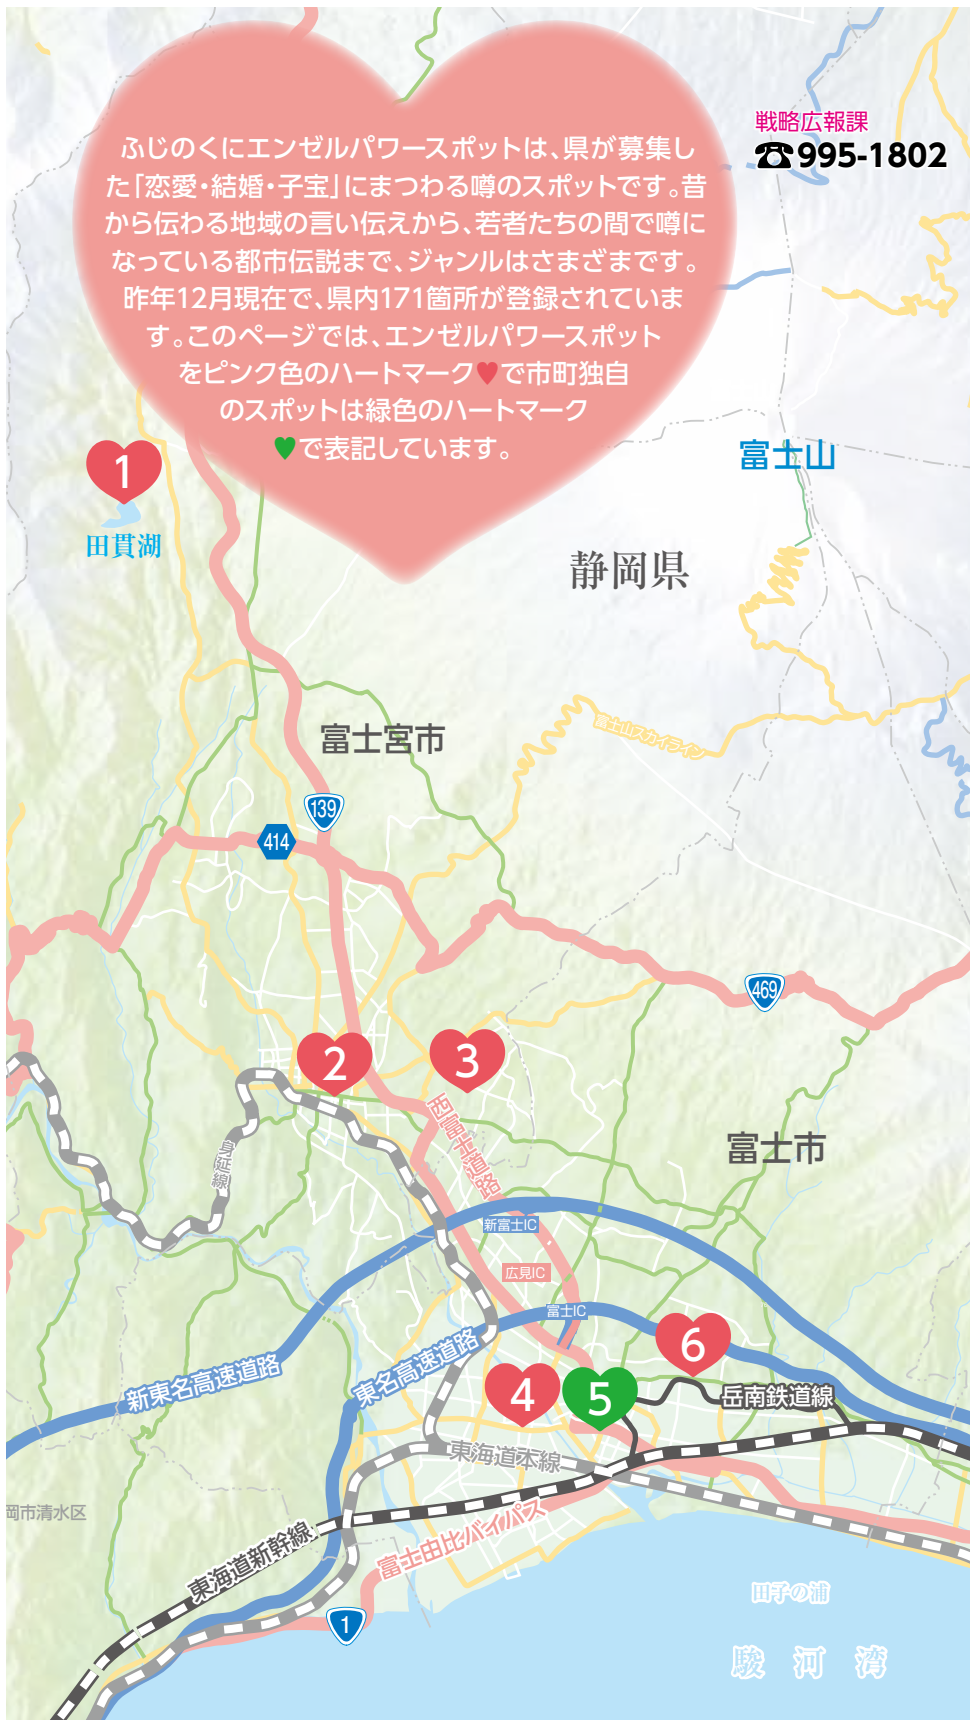 戦略広報課
☎995-1802
ふじのくにエンゼルパワースポットは、県が募集し
た「恋愛・結婚・子宝」にまつわる噂のスポットです。昔
から伝わる地域の言い伝えから、若者たちの間で噂に
なっている都市伝説まで、ジャンルはさまざまです。
昨年12月現在で、県内171箇所が登録されていま
す。このページでは、エンゼルパワースポット
をピンク色のハートマーク♥で市町独自
のスポットは緑色のハートマーク
♥で表記しています。
富士山
1
田貫湖
静岡県
富士山スカイライン
富士宮市
139
414
469
2
3
西富士道路
富士市
身延線
新富士IC
広見IC
富士IC
6
新東名高速道路
東名高速道路
4
5
岳南鉄道線
東海道本線
岡市清水区
富士由比バイパス
東海道新幹線
田子の浦
1
駿河湾